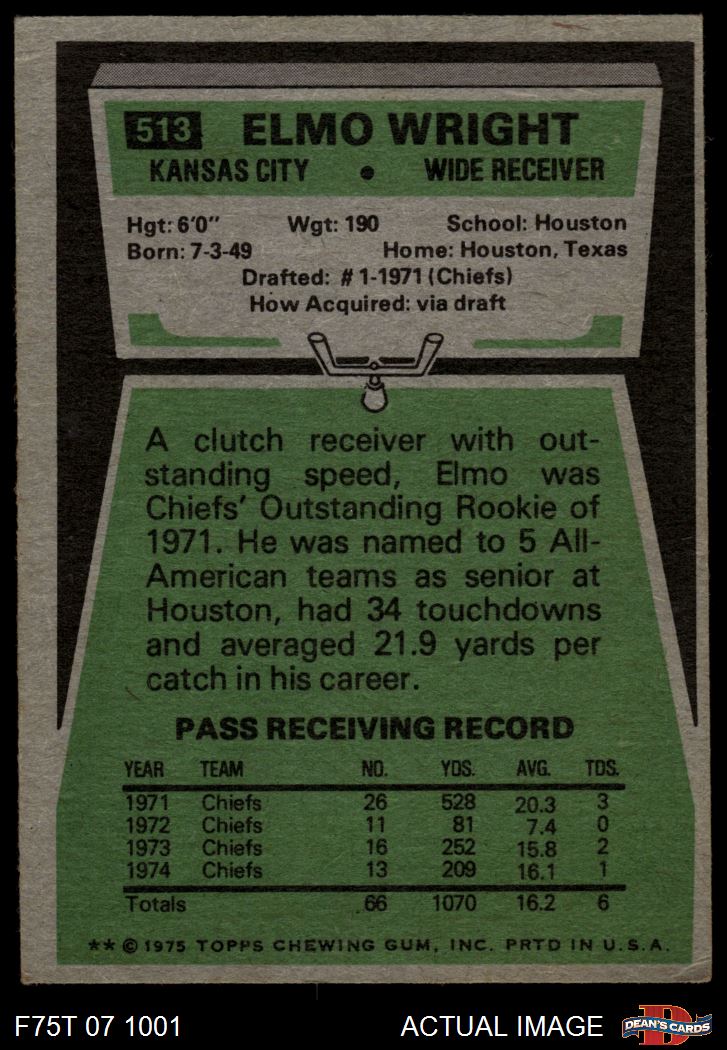 513 ELMO WRIGHT
KANSAS CITY • WIDE RECEIVER
Hgt: 6'0" Wgt: 190 School: Houston
Born: 7-3-49 Home: Houston, Texas
Drafted: #1-1971 (Chiefs)
How Acquired: via draft
A clutch receiver with out-
standing speed, Elmo was
Chiefs' Outstanding Rookie of
1971. He was named to 5 All-
American teams as senior at
Houston, had 34 touchdowns
and averaged 21.9 yards per
catch in his career.
PASS RECEIVING RECORD
YEAR TEAM NO. YDS. AVG. TDS.
1971 Chiefs 26 528 20.3 3
1972 Chiefs 11 81 7.4 0
1973 Chiefs 16 252 15.8 2
1974 Chiefs 13 209 16.1 1
Totals 66 1070 16.2 6
** © 1975 TOPPS CHEWING GUM, INC. PRTD IN U.S.A.
F75T 07 1001 ACTUAL IMAGE D DEAN'S CARDS